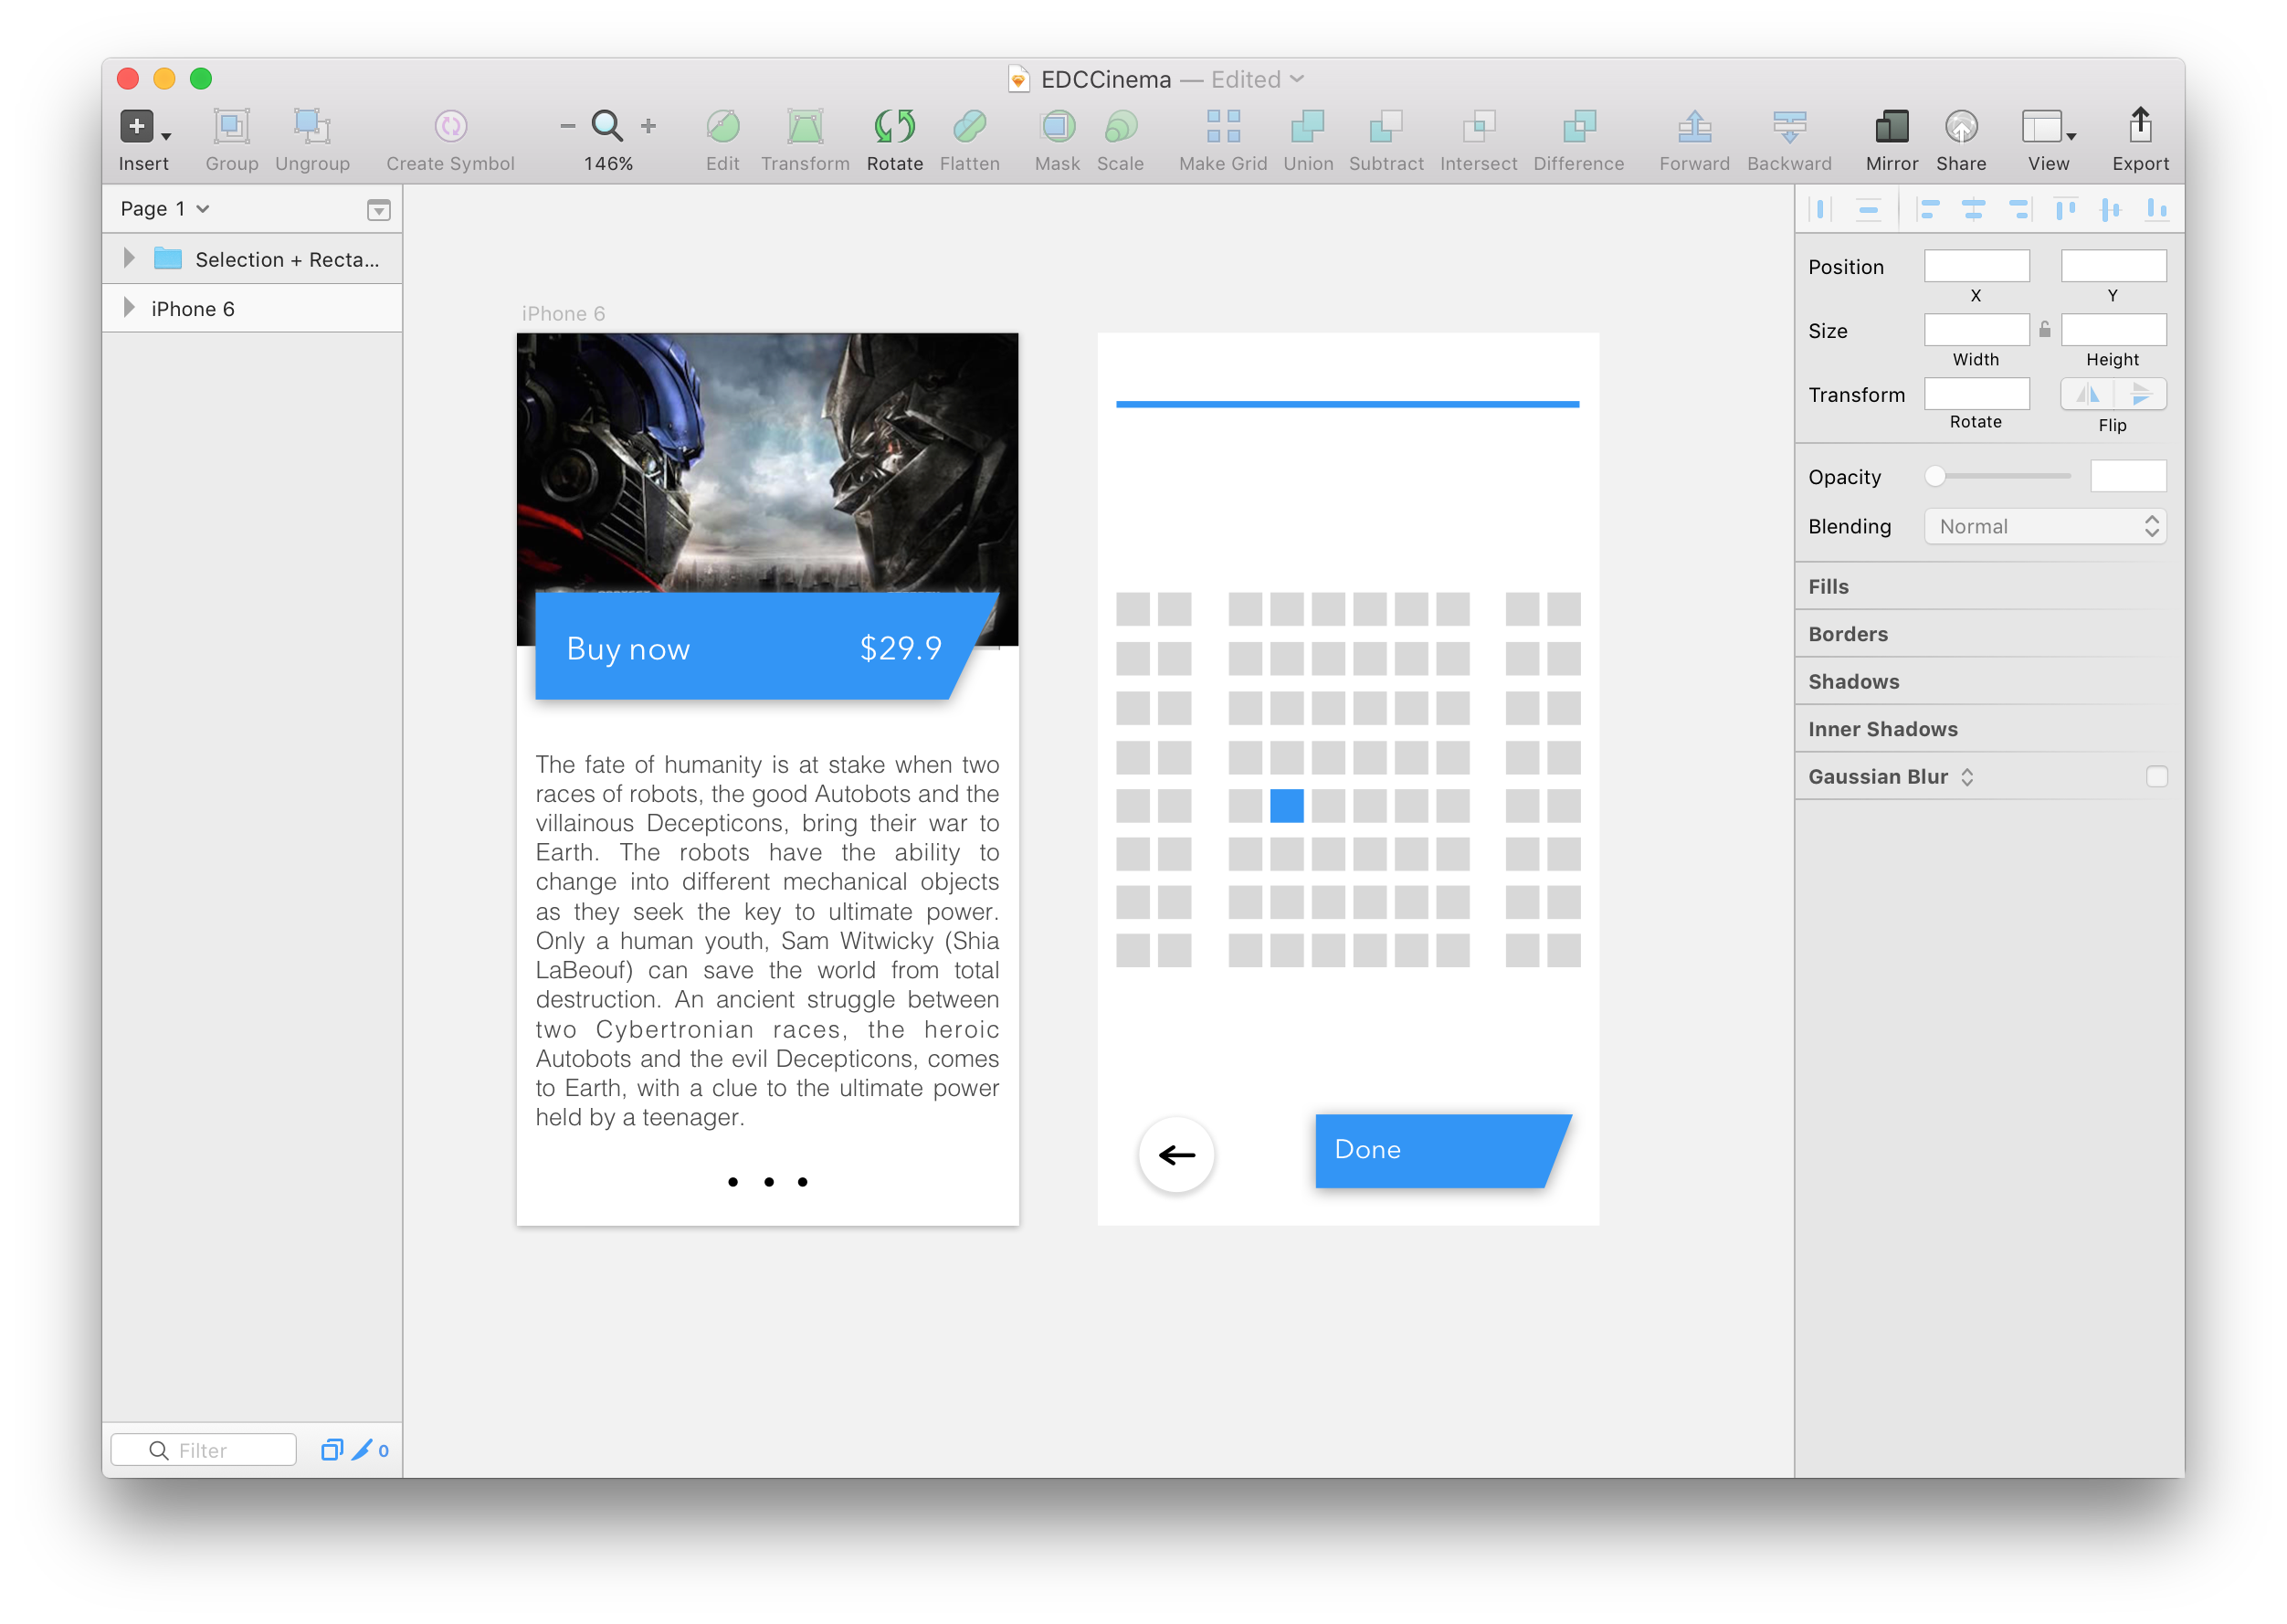 EDCCinema — Edited
Insert Group Ungroup Create Symbol 146% Edit Transform Rotate Flatten Mask Scale Make Grid Union Subtract Intersect Difference Forward Backward Mirror Share View Export
Page 1
Selection + Recta...
iPhone 6
Filter
0
iPhone 6
Buy now $29.9
The fate of humanity is at stake when two
races of robots, the good Autobots and the
villainous Decepticons, bring their war to
Earth. The robots have the ability to
change into different mechanical objects
as they seek the key to ultimate power.
Only a human youth, Sam Witwicky (Shia
LaBeouf) can save the world from total
destruction. An ancient struggle between
two Cybertronian races, the heroic
Autobots and the evil Decepticons, comes
to Earth, with a clue to the ultimate power
held by a teenager.
Done
Position
X Y
Size
Width Height
Transform
Rotate Flip
Opacity
Blending Normal
Fills
Borders
Shadows
Inner Shadows
Gaussian Blur